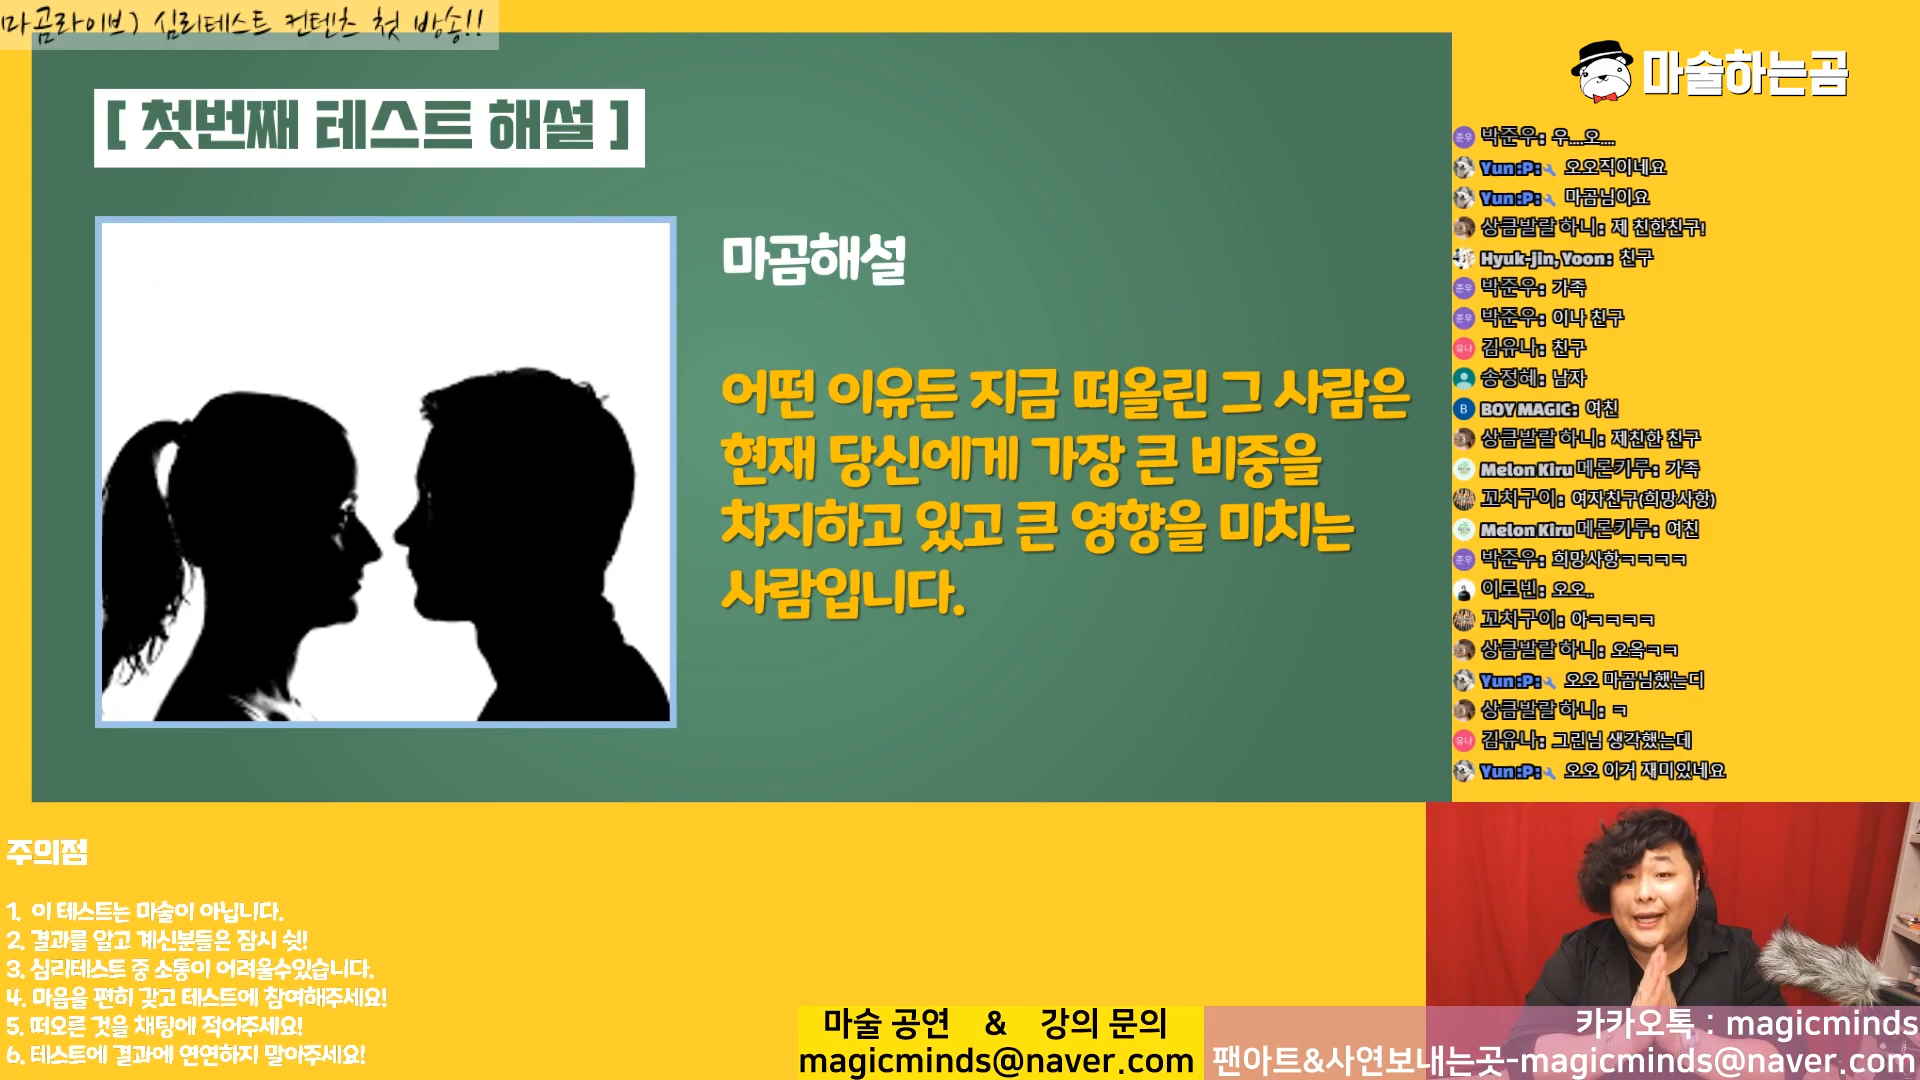 마곰라이브) 심리테스트 컨텐츠 첫 방송!!
[ 첫번째 테스트 해설 ]
마곰해설
어떤 이유든 지금 떠올린 그 사람은
현재 당신에게 가장 큰 비중을
차지하고 있고 큰 영향을 미치는
사람입니다.
마술하는곰
준우 박준우: 우....오....
Yun :P: 오오직이네요
Yun :P: 마곰님이요
상큼발랄 하니: 제 친한친구!
Hyuk-jin, Yoon: 친구
준우 박준우: 가족
준우 박준우: 이나 친구
유나 김유나: 친구
송정혜: 남자
B BOY MAGIC: 여친
상큼발랄 하니: 제친한 친구
Melon Kiru 메론키루: 가족
꼬치구이: 여자친구(희망사항)
Melon Kiru 메론키루: 여친
준우 박준우: 희망사항ㅋㅋㅋㅋ
이로빈: 오오..
꼬치구이: 아ㅋㅋㅋㅋ
상큼발랄 하니: 오옼ㅋㅋ
Yun :P: 오오 마곰님했는디
상큼발랄 하니: ㅋ
유나 김유나: 그린님 생각했는데
Yun :P: 오오 이거 재미있네요
주의점
1. 이 테스트는 마술이 아닙니다.
2. 결과를 알고 계신분들은 잠시 쉿!
3. 심리테스트 중 소통이 어려울수있습니다.
4. 마음을 편히 갖고 테스트에 참여해주세요!
5. 떠오른 것을 채팅에 적어주세요!
6. 테스트에 결과에 연연하지 말아주세요!
마술 공연 & 강의 문의
magicminds@naver.com
카카오톡 : magicminds
팬아트&사연보내는곳-magicminds@naver.com